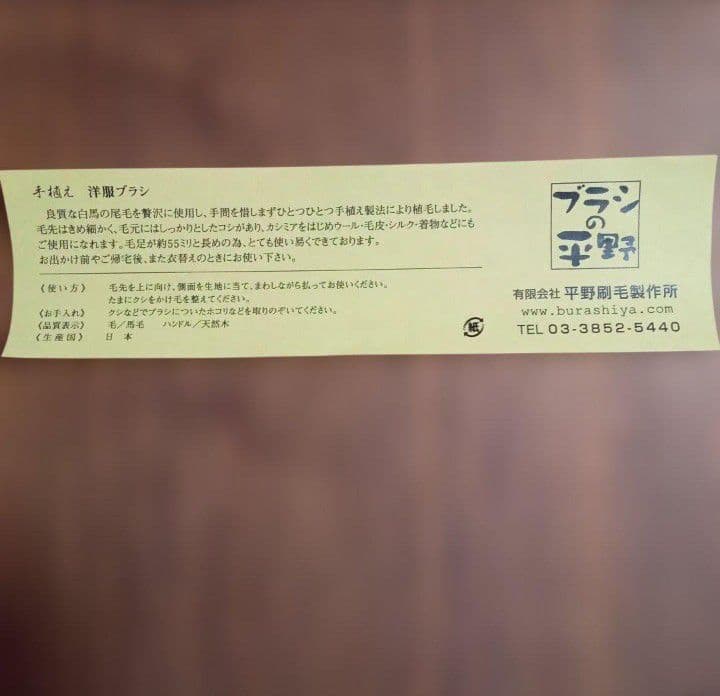 手植え 洋服ブラシ
良質な白馬の尾毛を贅沢に使用し、手間を惜しまずひとつひとつ手植え製法により植毛しました。
毛先はきめ細かく、毛元にはしっかりとしたコシがあり、カシミアをはじめウール・毛皮・シルク・着物などにも
ご使用になれます。毛足が約55ミリと長めの為、とても使い易くできております。
お出かけ前やご帰宅後、また衣替えのときにお使い下さい。
《使い方》 毛先を上に向け、側面を生地に当て、まわしながら払ってお使いください。
たまにクシをかけ毛を整えてください。
《お手入れ》 クシなどでブラシについたホコリなどを取りのぞいてください。
《品質表示》 毛/馬毛 ハンドル/天然木
《生産国》 日本
紙
ブラシ
の
平野
有限会社 平野刷毛製作所
www.burashiya.com
TEL 03-3852-5440